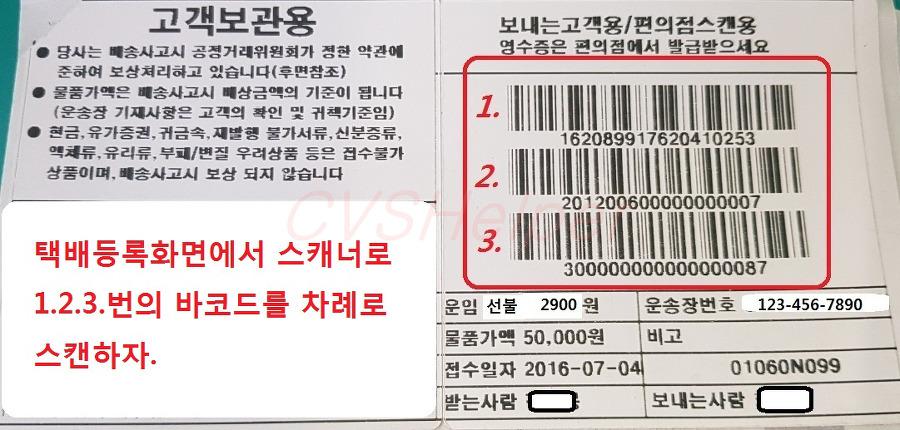 고객보관용
● 당사는 배송사고시 공정거래위원회가 정한 약관에
준하여 보상처리하고 있습니다(후면참조)
● 물품가액은 배송사고시 배상금액의 기준이 됩니다
(운송장 기재사항은 고객의 확인 및 귀책기준임)
● 현금,유가증권,귀금속,재발행 불가서류,신분증류,
액체류,유리류,부패/변질 우려상품 등은 접수불가
상품이며,배송사고시 보상 되지 않습니다
택배등록화면에서 스캐너로
1.2.3.번의 바코드를 차례로
스캔하자.
보내는고객용/편의점스캔용
영수증은 편의점에서 발급받으세요
1.
162089917620410253
2.
201200600000000007
3.
300000000000000087
CVSHelper
운임 선불 2900 원 운송장번호 123-456-7890
물품가액 50,000원 비고
접수일자 2016-07-04 01060N099
받는사람 보내는사람